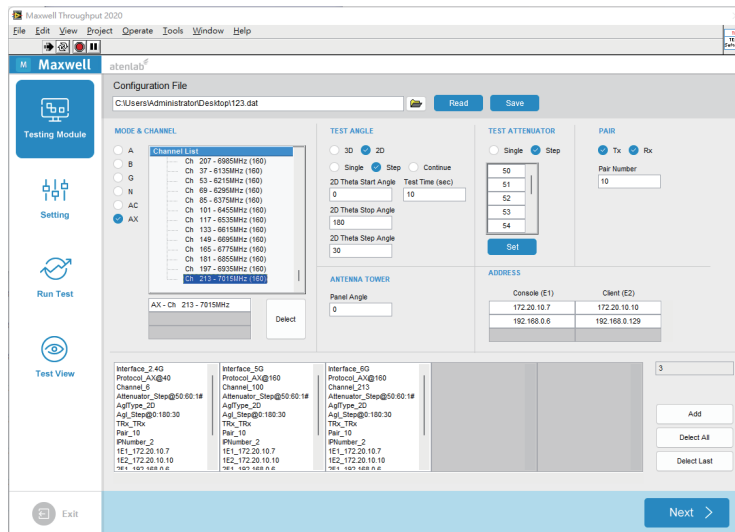 Maxwell Throughput 2020
File Edit View Project Operate Tools Window Help
M Maxwell
atenlab
Configuration File
C:\Users\Administrator\Desktop\123.dat
Read
Save
Testing Module
Setting
Run Test
Test View
Exit
MODE & CHANNEL
A
B
G
N
AC
AX
Channel List
Ch 207 - 6985MHz (160)
Ch 37 - 6135MHz (160)
Ch 53 - 6215MHz (160)
Ch 69 - 6295MHz (160)
Ch 85 - 6375MHz (160)
Ch 101 - 6455MHz (160)
Ch 117 - 6535MHz (160)
Ch 133 - 6615MHz (160)
Ch 149 - 6695MHz (160)
Ch 165 - 6775MHz (160)
Ch 181 - 6855MHz (160)
Ch 197 - 6935MHz (160)
Ch 213 - 7015MHz (160)
AX - Ch 213 - 7015MHz
Delect
TEST ANGLE
3D 2D
Single Step Continue
2D Theta Start Angle Test Time (sec)
0 10
2D Theta Stop Angle
180
2D Theta Step Angle
30
ANTENNA TOWER
Panel Angle
0
TEST ATTENUATOR
Single Step
50
51
52
53
54
Set
PAIR
Tx Rx
Pair Number
10
ADDRESS
Console (E1) Client (E2)
172.20.10.7 172.20.10.10
192.168.0.6 192.168.0.129
Interface_2.4G
Protocol_AX@40
Channel_6
Attenuator_Step@50:60:1#
AglType_2D
Agl_Step@0:180:30
TRx_TRx
Pair_10
IPNumber_2
1E1_172.20.10.7
1E2_172.20.10.10
2E1_192.168.0.6
Interface_5G
Protocol_AX@160
Channel_100
Attenuator_Step@50:60:1#
AglType_2D
Agl_Step@0:180:30
TRx_TRx
Pair_10
IPNumber_2
1E1_172.20.10.7
1E2_172.20.10.10
2E1_192.168.0.6
Interface_6G
Protocol_AX@160
Channel_213
Attenuator_Step@50:60:1#
AglType_2D
Agl_Step@0:180:30
TRx_TRx
Pair_10
IPNumber_2
1E1_172.20.10.7
1E2_172.20.10.10
2E1_192.168.0.6
3
Add
Delect All
Delect Last
Next